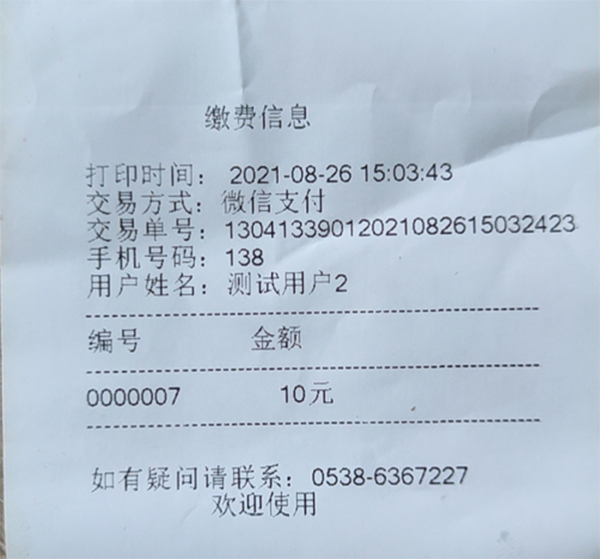 缴费信息
打印时间： 2021-08-26 15:03:43
交易方式：微信支付
交易单号：13041339012021082615032423
手机号码：138
用户姓名：测试用户2
编号 金额
0000007 10元
如有疑问请联系：0538-6367227
欢迎使用